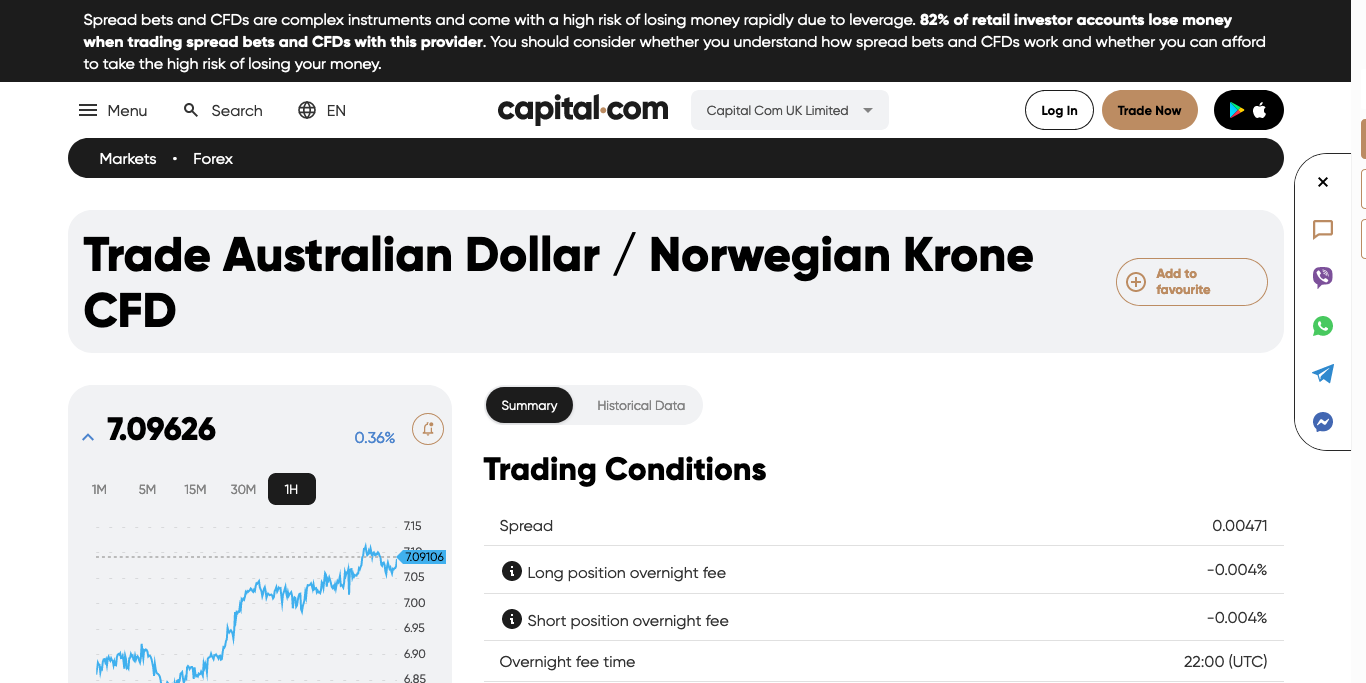 Spread bets and CFDs are complex instruments and come with a high risk of losing money rapidly due to leverage. 82% of retail investor accounts lose money
when trading spread bets and CFDs with this provider. You should consider whether you understand how spread bets and CFDs work and whether you can afford
to take the high risk of losing your money.
Menu
Search
EN
capital.com
Capital Com UK Limited
Log In
Trade Now
Markets • Forex
Trade Australian Dollar / Norwegian Krone
CFD
Add to
favourite
7.09626
0.36%
1M 5M 15M 30M 1H
7.15
7.10
7.09106
7.05
7.00
6.95
6.90
6.85
Summary
Historical Data
Trading Conditions
Spread 0.00471
Long position overnight fee -0.004%
Short position overnight fee -0.004%
Overnight fee time 22:00 (UTC)